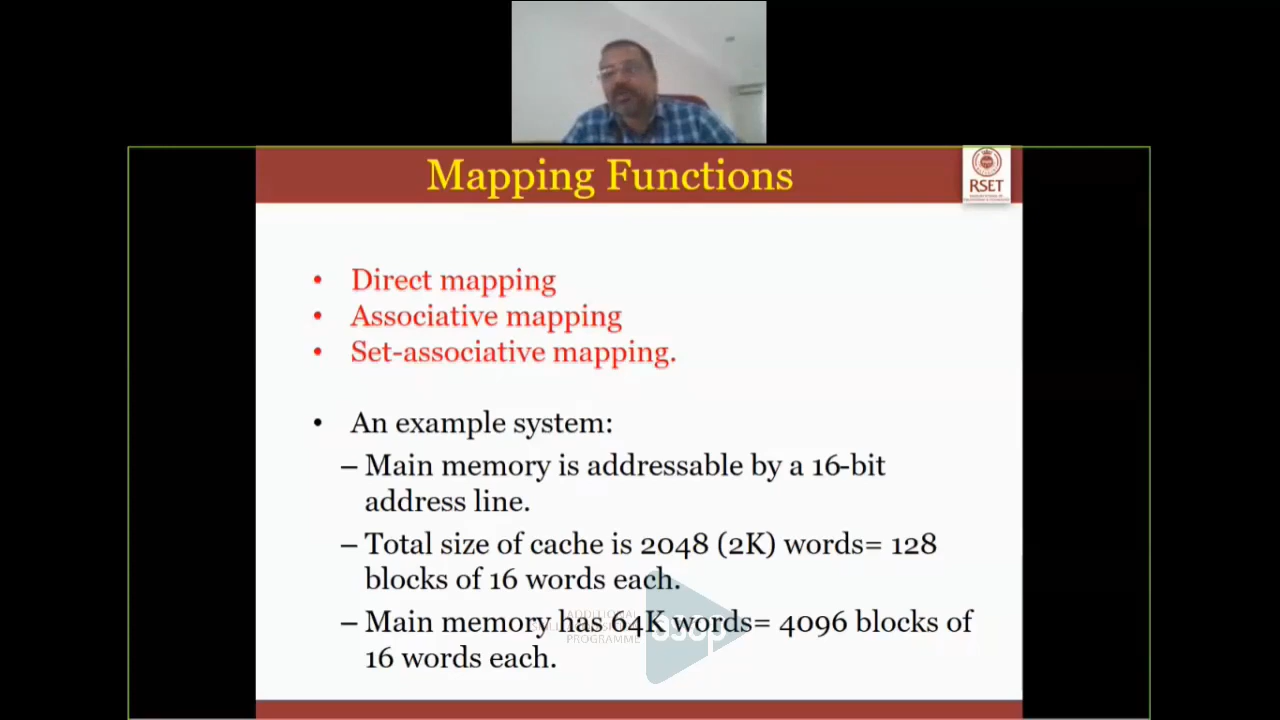 Mapping Functions
RSET
• Direct mapping
• Associative mapping
• Set-associative mapping.
• An example system:
– Main memory is addressable by a 16-bit
address line.
– Total size of cache is 2048 (2K) words= 128
blocks of 16 words each.
– Main memory has 64K words= 4096 blocks of
16 words each.
ADDITIONAL
PROGRAMME